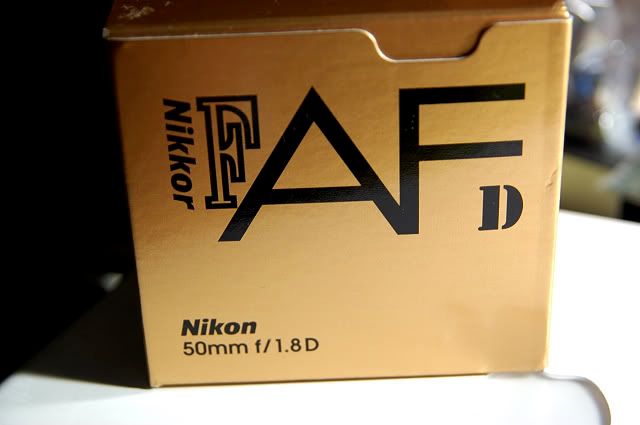 Nikkor
F
AF
D
Nikon
50mm f/1.8D